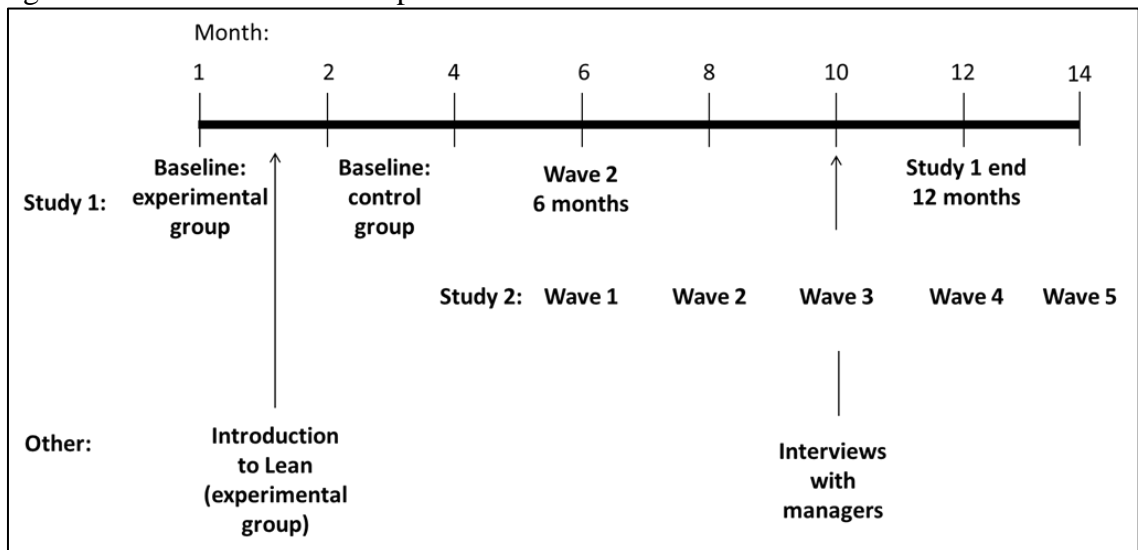 Month:
1 2 4 6 8 10 12 14
Study 1:
Baseline:
experimental
group
Baseline:
control
group
Wave 2
6 months
Study 1 end
12 months
Study 2: Wave 1 Wave 2 Wave 3 Wave 4 Wave 5
Other:
Introduction
to Lean
(experimental
group)
Interviews
with
managers